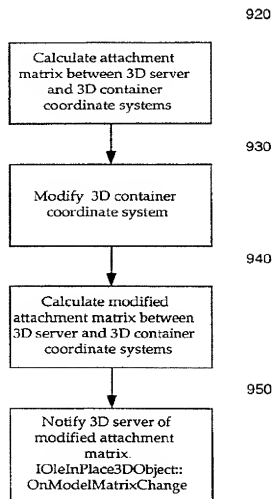 920
Calculate attachment
matrix between 3D server
and 3D container
coordinate systems
930
Modify 3D container
coordinate system
940
Calculate modified
attachment matrix between
3D server and 3D container
coordinate systems
950
Notify 3D server of
modified attachment
matrix.
IOleInPlace3DObject::
OnModelMatrixChange